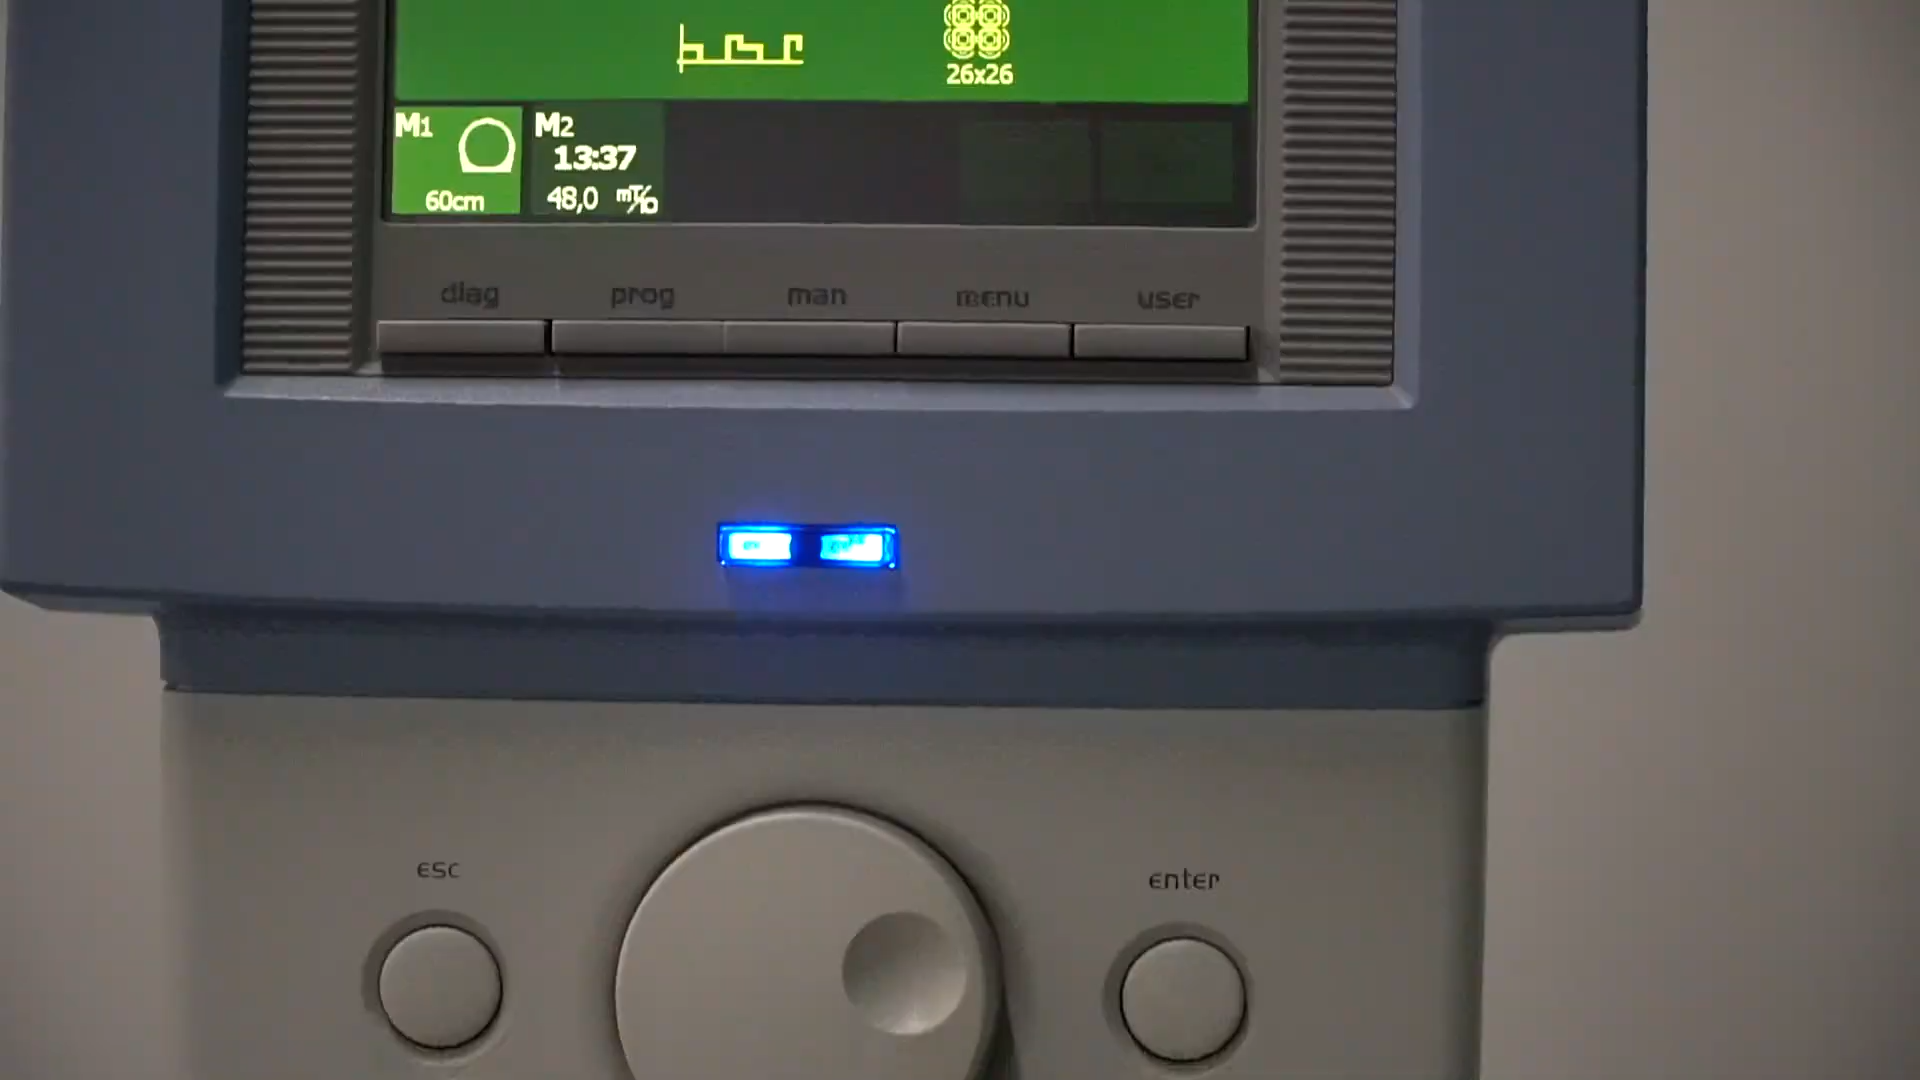 26x26
M1
60cm
M2
13:37
48,0
diag prog man menu user
esc
enter